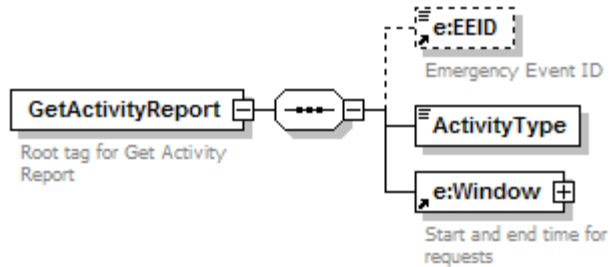 e:EEID
Emergency Event ID
GetActivityReport
Root tag for Get Activity
Report
ActivityType
e:Window
Start and end time for
requests